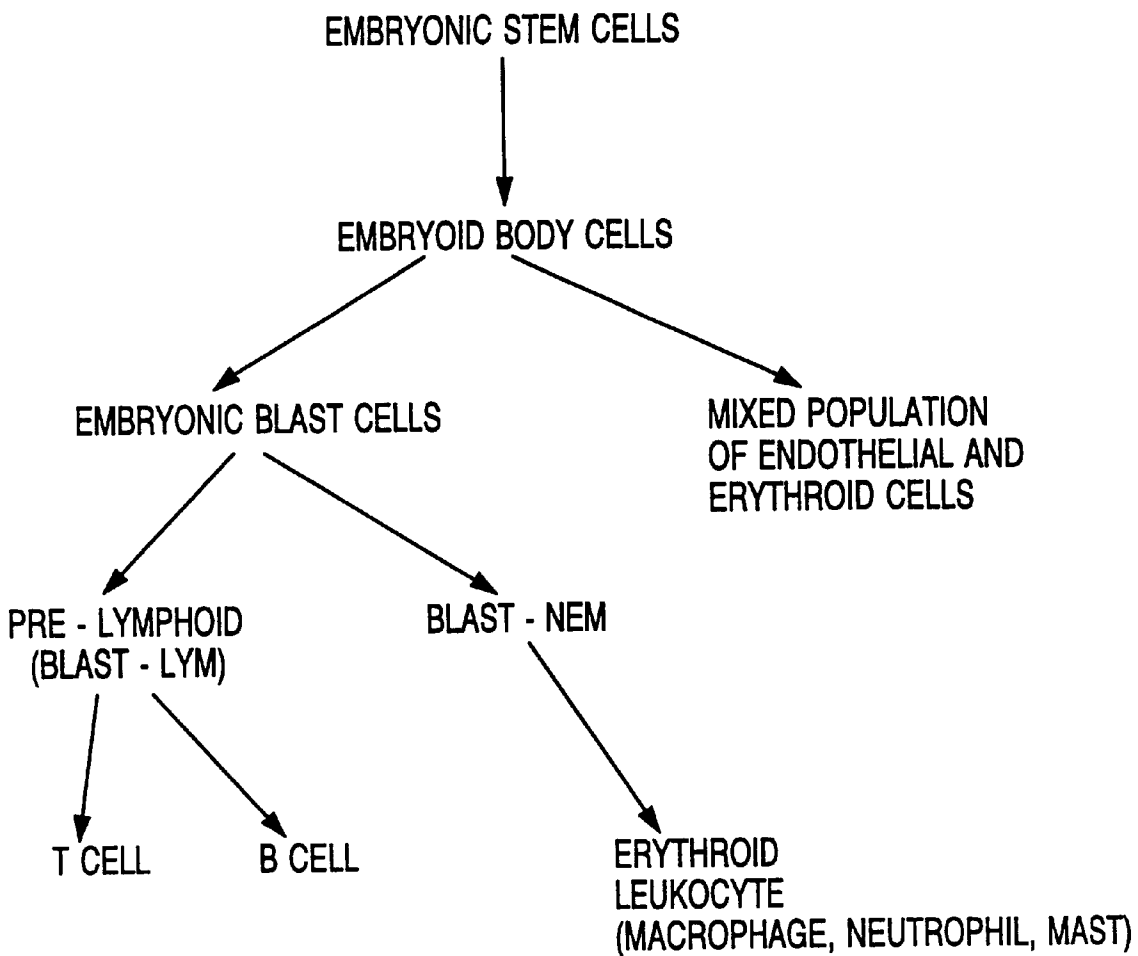 EMBRYONIC STEM CELLS
EMBRYOID BODY CELLS
EMBRYONIC BLAST CELLS
MIXED POPULATION
OF ENDOTHELIAL AND
ERYTHROID CELLS
PRE - LYMPHOID
(BLAST - LYM)
BLAST - NEM
T CELL
B CELL
ERYTHROID
LEUKOCYTE
(MACROPHAGE, NEUTROPHIL, MAST)